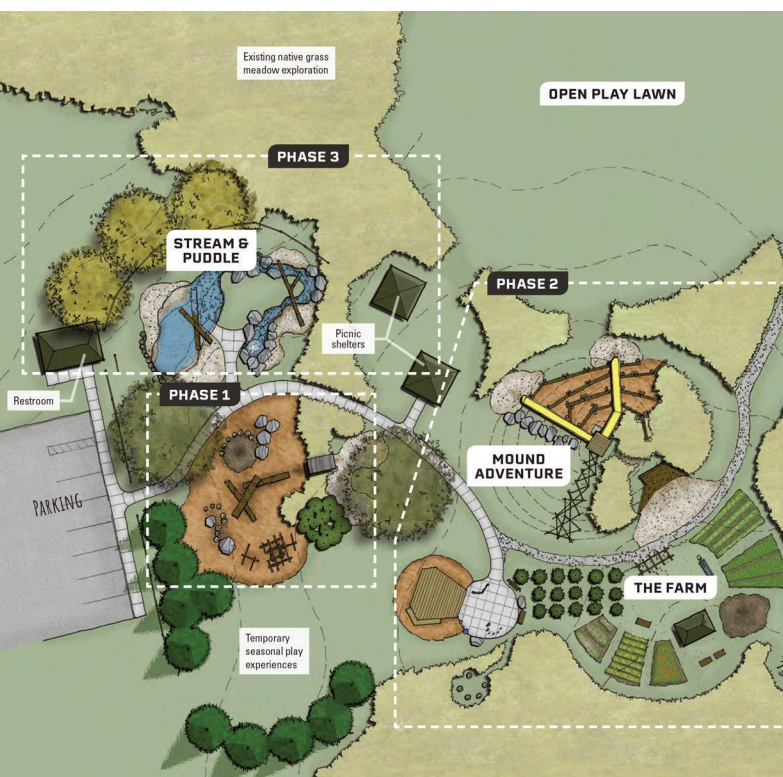 Existing native grass
meadow exploration
OPEN PLAY LAWN
PHASE 3
STREAM &
PUDDLE
PHASE 2
Picnic
shelters
Restroom
PHASE 1
MOUND
ADVENTURE
PARKING
THE FARM
Temporary
seasonal play
experiences